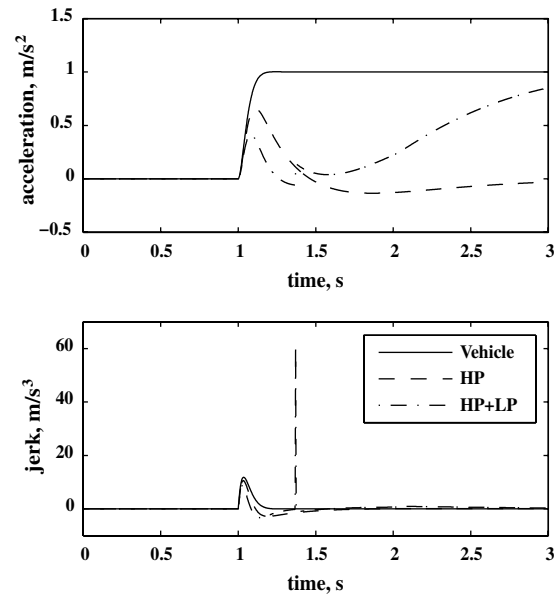 acceleration, m/s²
1
0.5
0
−0.5
0 0.5 1 1.5 2 2.5 3
time, s
jerk, m/s³
60
40
20
0
Vehicle
HP
HP+LP
0 0.5 1 1.5 2 2.5 3
time, s